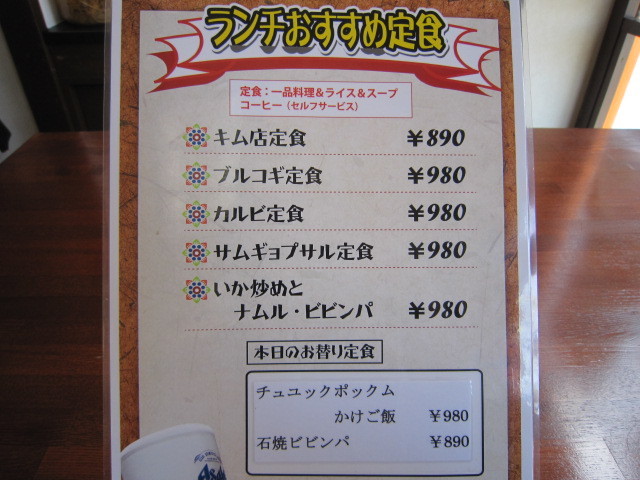 ランチおすすめ定食
定食：一品料理＆ライス＆スープ
コーヒー（セルフサービス）
キム店定食 ￥890
プルコギ定食 ￥980
カルビ定食 ￥980
サムギョプサル定食 ￥980
いか炒めと
ナムル・ビビンパ ￥980
本日のお替り定食
チュユックポックム
かけご飯 ￥980
石焼ビビンパ ￥890
Asahi